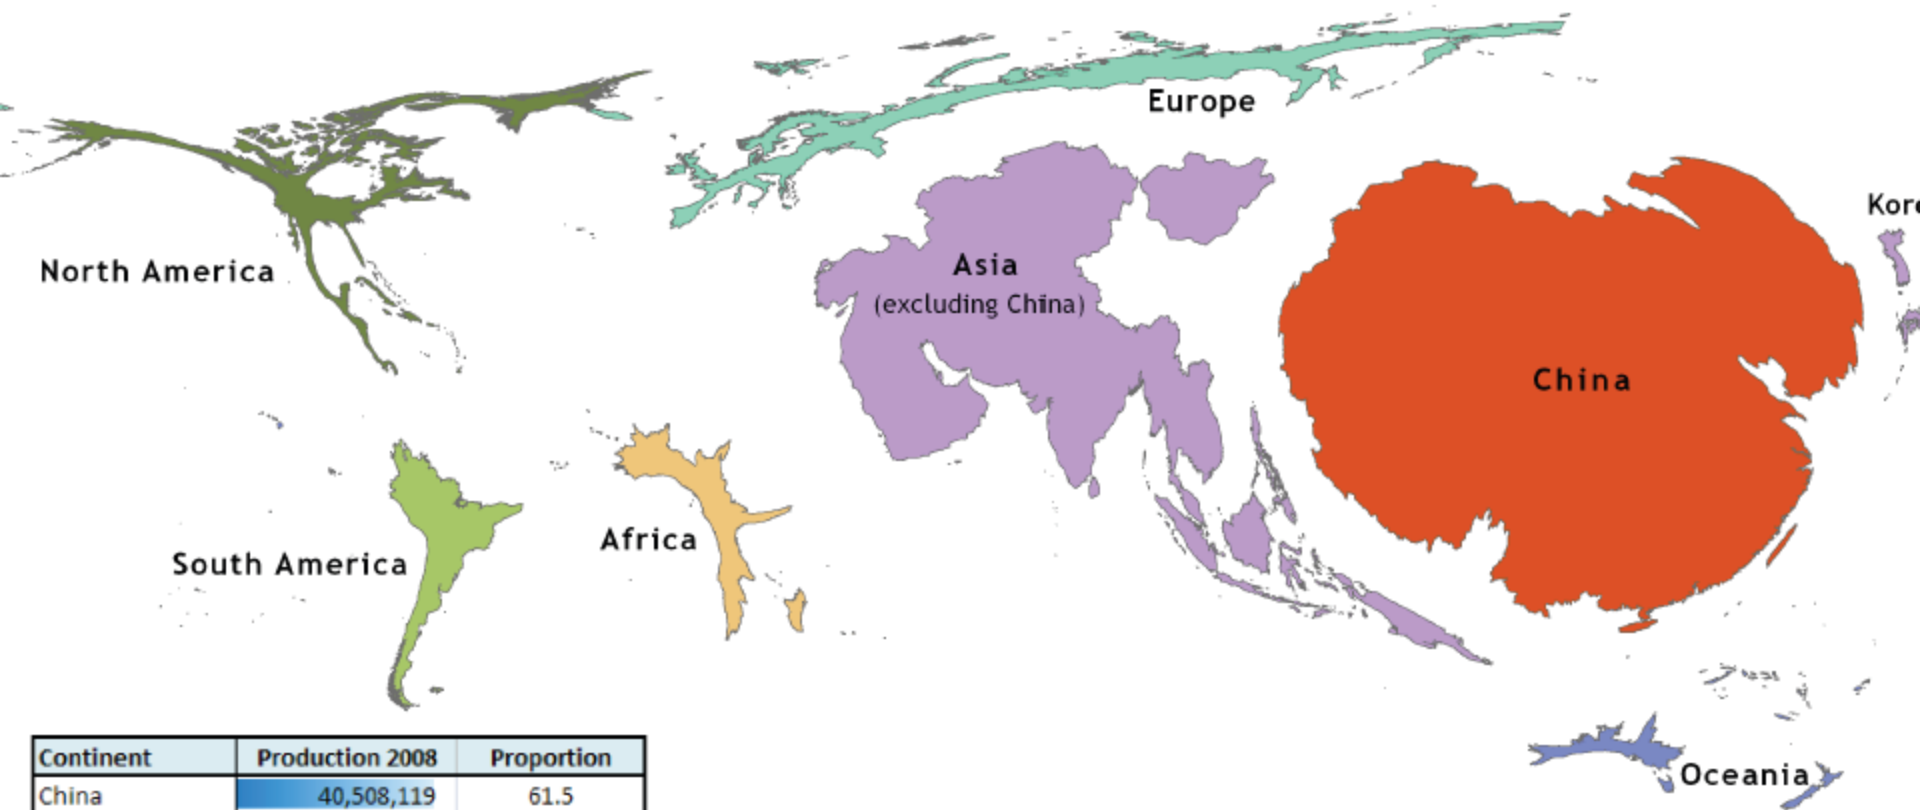 Europe
Kor
North America
Asia
(excluding China)
China
South America
Africa
Oceania
Continent Production 2008 Proportion
China 40,508,119 61.5